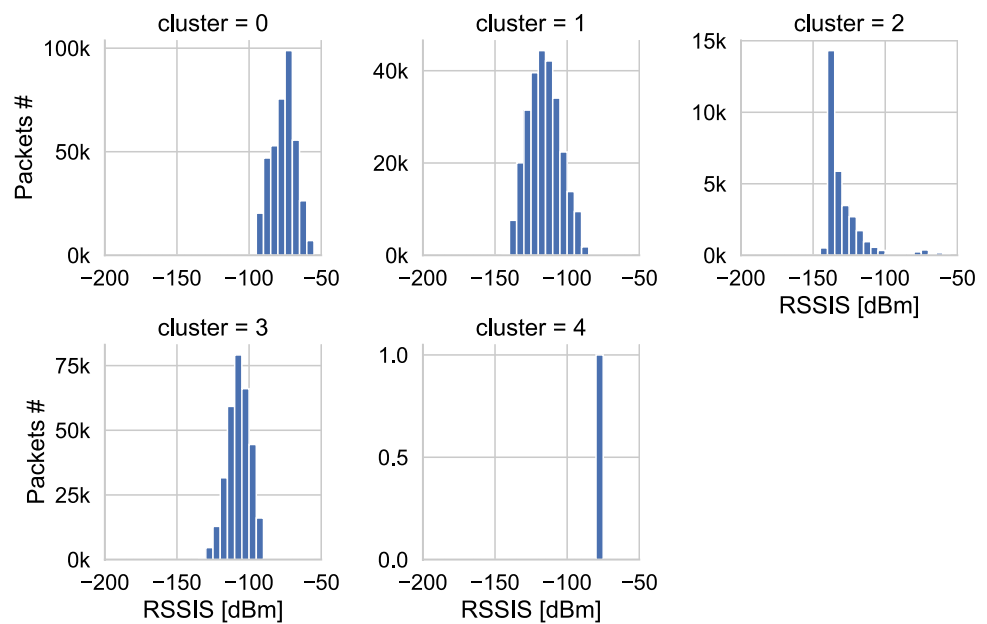 cluster = 0
cluster = 1
cluster = 2
Packets #
100k
50k
0k
−200 −150 −100 −50
40k
20k
0k
−200 −150 −100 −50
15k
10k
5k
0k
−200 −150 −100 −50
RSSIS [dBm]
cluster = 3
cluster = 4
Packets #
75k
50k
25k
0k
−200 −150 −100 −50
RSSIS [dBm]
1.0
0.5
0.0
−200 −150 −100 −50
RSSIS [dBm]